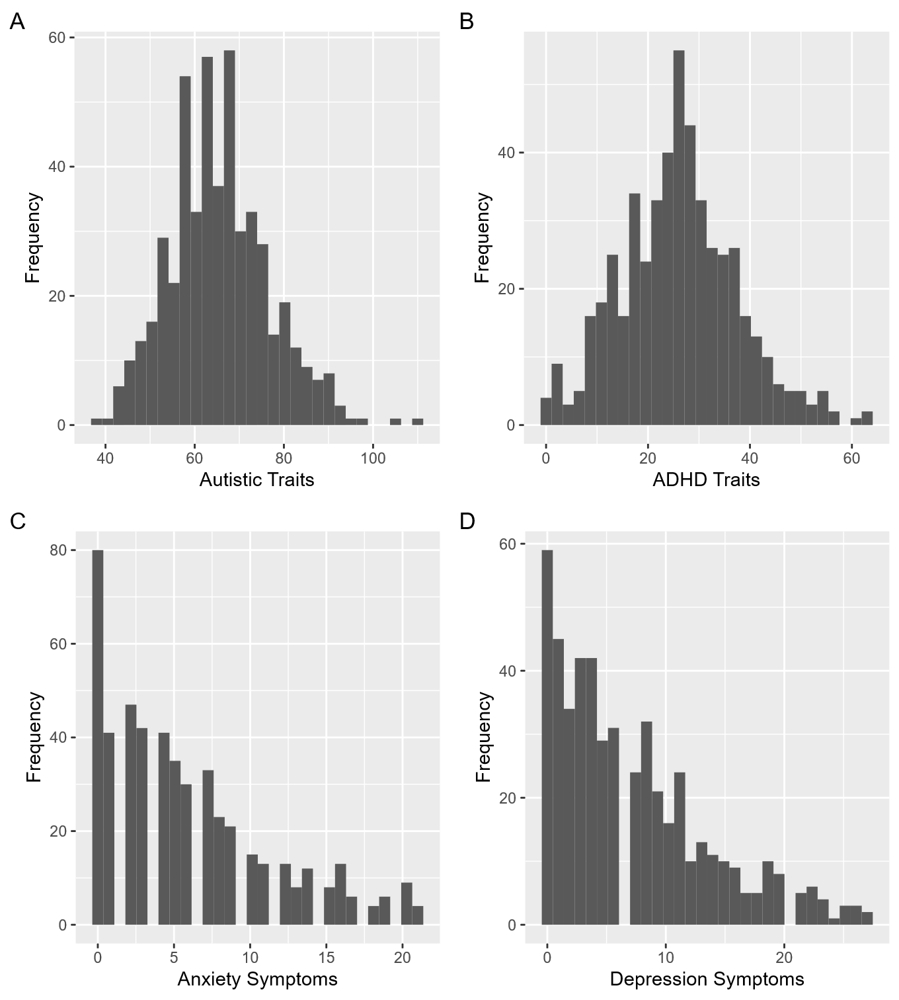 A
60
40
20
0
Frequency
40 60 80 100
Autistic Traits
B
40
20
0
Frequency
0 20 40 60
ADHD Traits
C
80
60
40
20
0
Frequency
0 5 10 15 20
Anxiety Symptoms
D
60
40
20
0
Frequency
0 10 20
Depression Symptoms